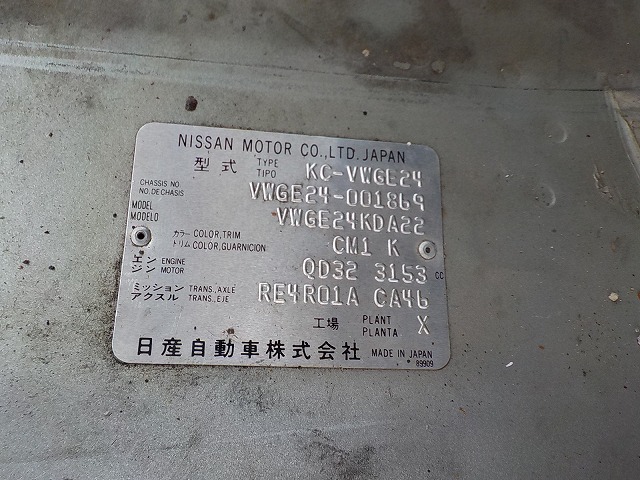 NISSAN MOTOR CO.,LTD. JAPAN
型式 TYPE TIPO KC-VWGE24
CHASSIS NO NO. DE CHASIS VWGE24-001869
MODEL MODELO VWGE24KDA22
カラー トリム COLOR,TRIM COLOR,GUARNICION CM1 K
エンジン ENGINE MOTOR QD32 3153 CC
ミッション アクスル TRANS.,AXLE TRANS.,EJE RE4R01A CA46
工場 PLANT PLANTA X
日産自動車株式会社 MADE IN JAPAN
89909